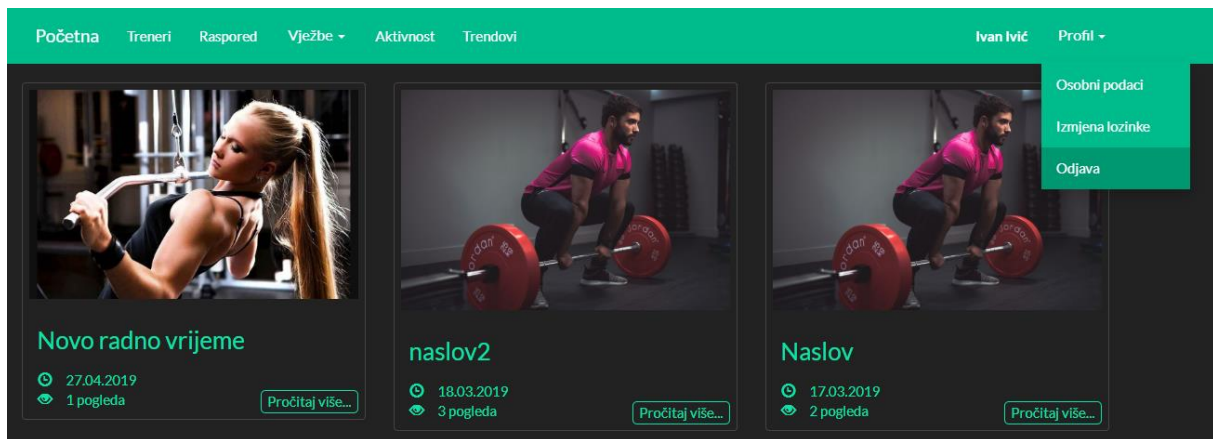 Početna Treneri Raspored Vježbe Aktivnost Trendovi Ivan Ivić Profil
Osobni podaci
Izmjena lozinke
Odjava
Novo radno vrijeme
27.04.2019
1 pogleda
Pročitaj više...
naslov2
18.03.2019
3 pogleda
Pročitaj više...
Naslov
17.03.2019
2 pogleda
Pročitaj više...